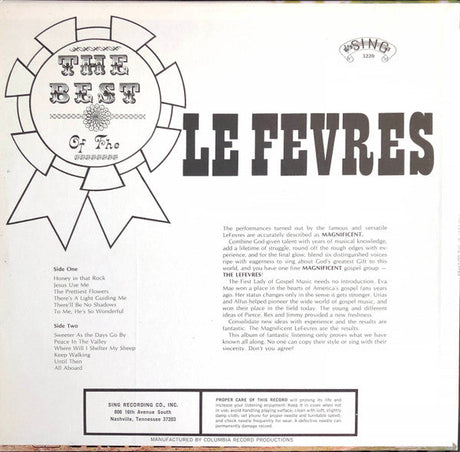 THE
BEST
Of The
SING
3209
LE FEVRES
The performances turned out by the famous and versatile
LeFevres are accurately described as MAGNIFICENT.
Combine God-given talent with years of musical knowledge,
add a lifetime of struggle, round off the rough edges with ex-
perience, and for the final glow, blend six distinguished voices
ripe with eagerness to sing about God's greatest Gift to this
world, and you have one fine MAGNIFICENT gospel group —
THE LEFEVRES!
The First Lady of Gospel Music needs no introduction. Eva
Mae won a place in the hearts of America's gospel fans years
ago. Her status changes only in the sense it gets stronger. Urias
and Alfus helped pioneer the wide world of gospel music, and
won their place in the field today. The young and different
ideas of Pierce, Rex and Jimmy provided a new freshness.
Consolidate new ideas with experience and the results are
fantastic. The Magnificent LeFevres are the results.
This album of fantastic listening only proves what we have
known all along. No one can copy their style or sing with their
sincerity. Don't you agree?
Side One
Honey in that Rock
Jesus Use Me
The Prettiest Flowers
There's A Light Guiding Me
There'll Be No Shadows
To Me, He's So Wonderful
Side Two
Sweeter As the Days Go By
Peace In The Valley
Where Will I Shelter My Sheep
Keep Walking
Until Then
All Aboard
SING RECORDING CO., INC.
806 16th Avenue South
Nashville, Tennessee 37203
PROPER CARE OF THIS RECORD will prolong its life and
increase your listening enjoyment. Keep it in cover when not
in use; avoid handling playing surface; clean with soft, slightly
damp cloth; set phono for proper needle and turntable speed;
and check needle frequently for wear. A defective needle can
permanently damage record.
MANUFACTURED BY COLUMBIA RECORD PRODUCTIONS